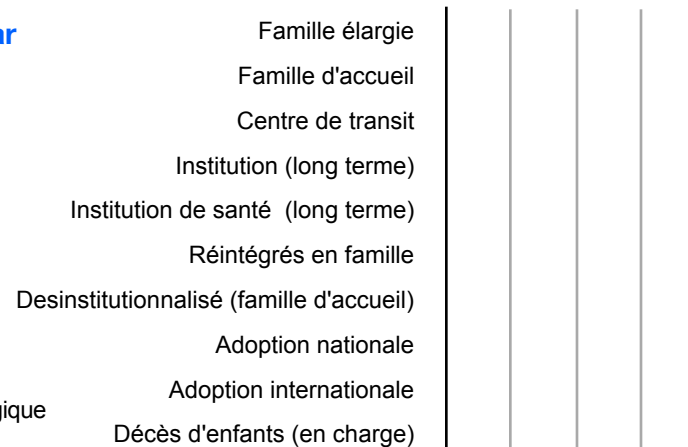 Famille élargie
Famille d'accueil
Centre de transit
Institution (long terme)
Institution de santé (long terme)
Réintégrés en famille
Desinstitutionnalisé (famille d'accueil)
Adoption nationale
Adoption internationale
Décès d'enfants (en charge)